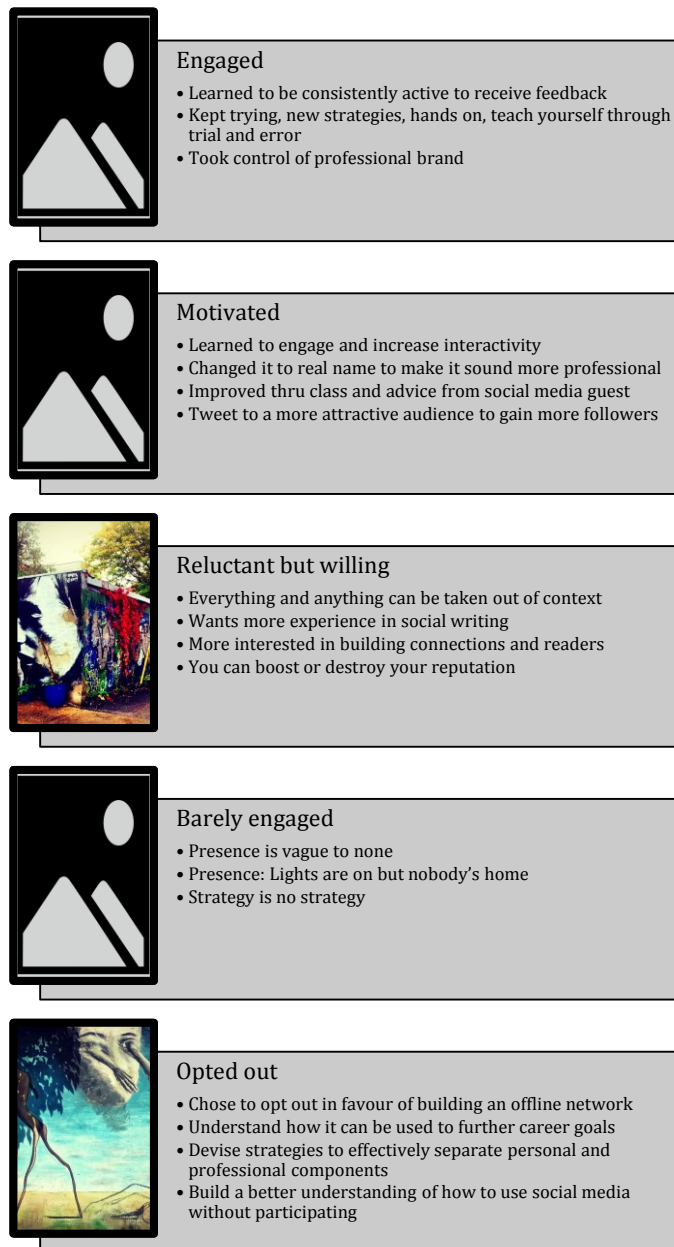 Engaged
• Learned to be consistently active to receive feedback
• Kept trying, new strategies, hands on, teach yourself through
trial and error
• Took control of professional brand
Motivated
• Learned to engage and increase interactivity
• Changed it to real name to make it sound more professional
• Improved thru class and advice from social media guest
• Tweet to a more attractive audience to gain more followers
Reluctant but willing
• Everything and anything can be taken out of context
• Wants more experience in social writing
• More interested in building connections and readers
• You can boost or destroy your reputation
Barely engaged
• Presence is vague to none
• Presence: Lights are on but nobody's home
• Strategy is no strategy
Opted out
• Chose to opt out in favour of building an offline network
• Understand how it can be used to further career goals
• Devise strategies to effectively separate personal and
professional components
• Build a better understanding of how to use social media
without participating